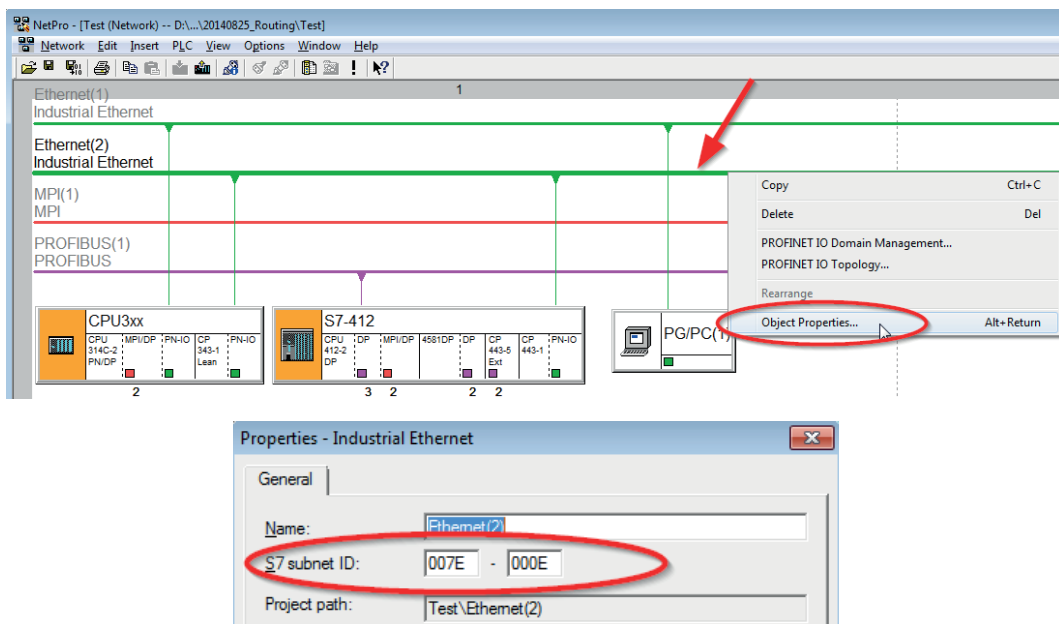 NetPro - [Test (Network) -- D:\...\20140825_Routing\Test]
Network Edit Insert PLC View Options Window Help
1
Ethernet(1)
Industrial Ethernet
Ethernet(2)
Industrial Ethernet
MPI(1)
MPI
PROFIBUS(1)
PROFIBUS
Copy Ctrl+C
Delete Del
PROFINET IO Domain Management...
PROFINET IO Topology...
Rearrange
Object Properties... Alt+Return
CPU3xx
CPU 314C-2 PN/DP
MPI/DP
PN-IO
CP 343-1 Lean
PN-IO
2
S7-412
CPU 412-2 DP
DP
MPI/DP
4581DP
DP
CP 443-5 Ext
CP 443-1
PN-IO
3 2 2 2
PG/PC(1)
Properties - Industrial Ethernet
General
Name: Ethernet(2)
S7 subnet ID: 007E - 000E
Project path: Test\Ethernet(2)